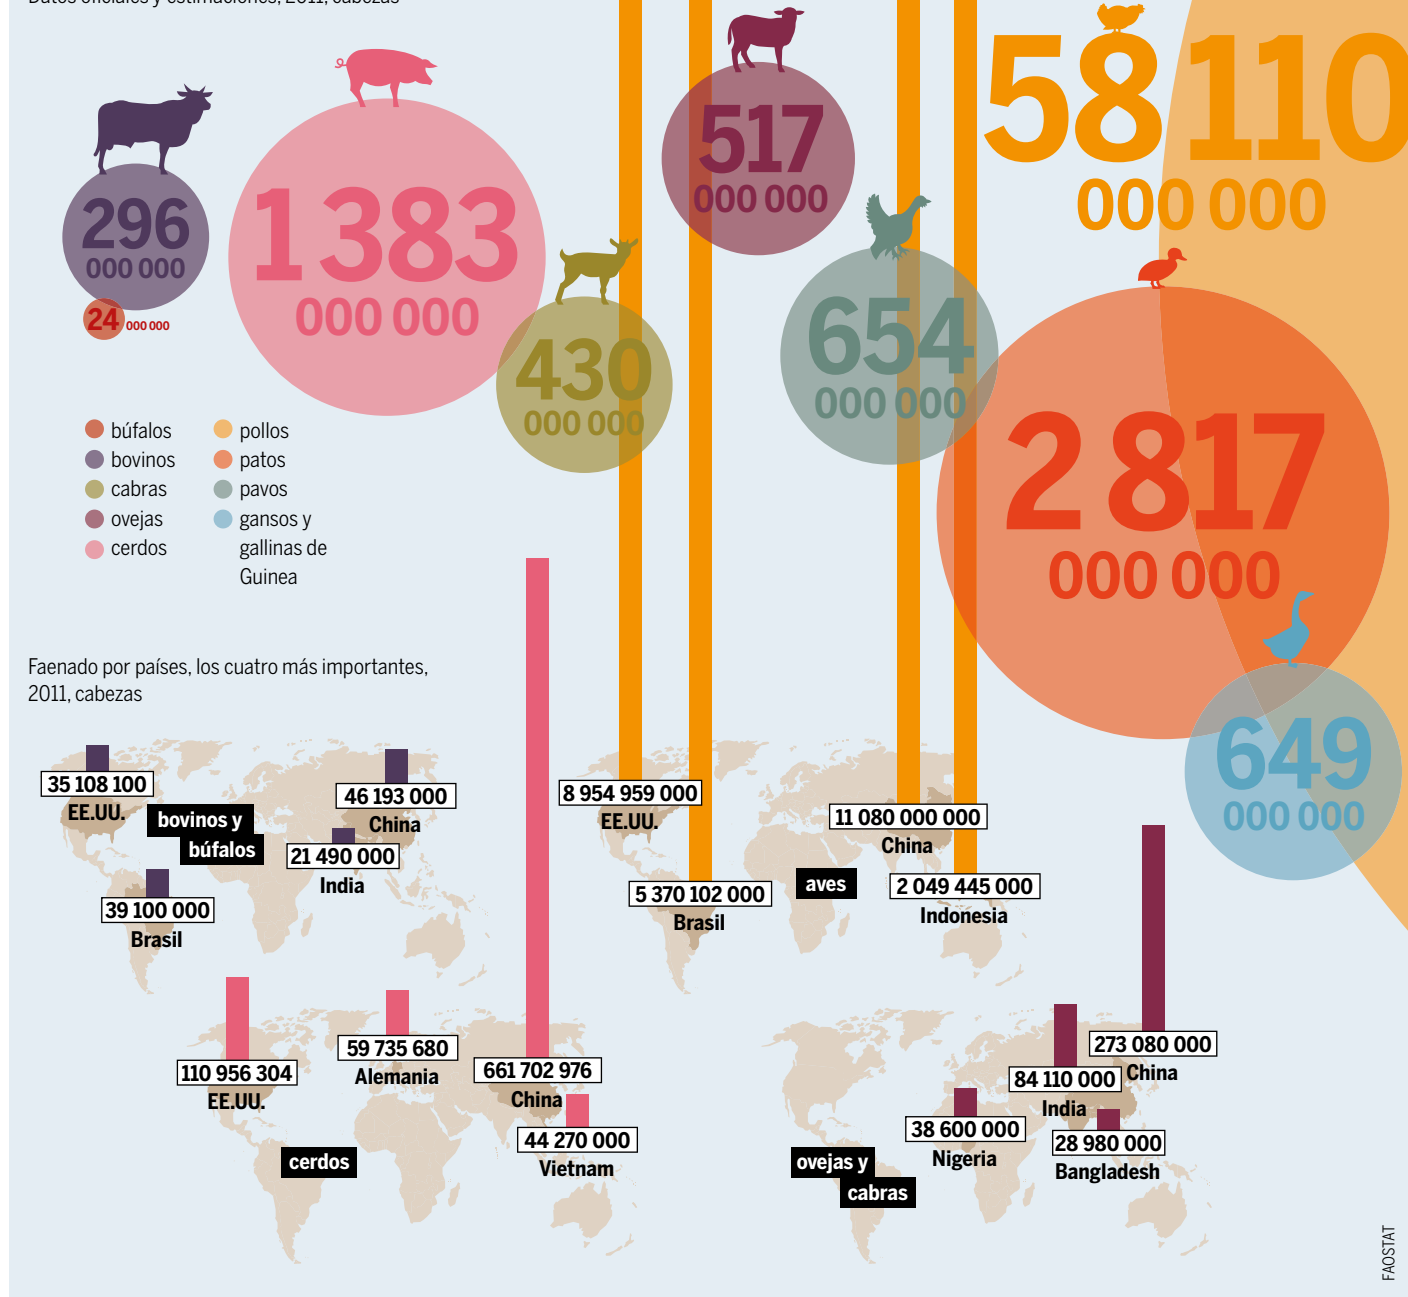 Datos oficiales y estimaciones, 2011, cabezas
58 110
000 000
517
000 000
1 383
000 000
296
000 000
24 000 000
654
000 000
430
000 000
2 817
000 000
649
000 000
búfalos
bovinos
cabras
ovejas
cerdos
pollos
patos
pavos
gansos y
gallinas de
Guinea
Faenado por países, los cuatro más importantes,
2011, cabezas
35 108 100
EE.UU.
bovinos y
búfalos
46 193 000
China
21 490 000
India
39 100 000
Brasil
8 954 959 000
EE.UU.
11 080 000 000
China
aves
5 370 102 000
Brasil
2 049 445 000
Indonesia
110 956 304
EE.UU.
59 735 680
Alemania
661 702 976
China
44 270 000
Vietnam
cerdos
273 080 000
China
84 110 000
India
38 600 000
Nigeria
28 980 000
Bangladesh
ovejas y
cabras
FAOSTAT